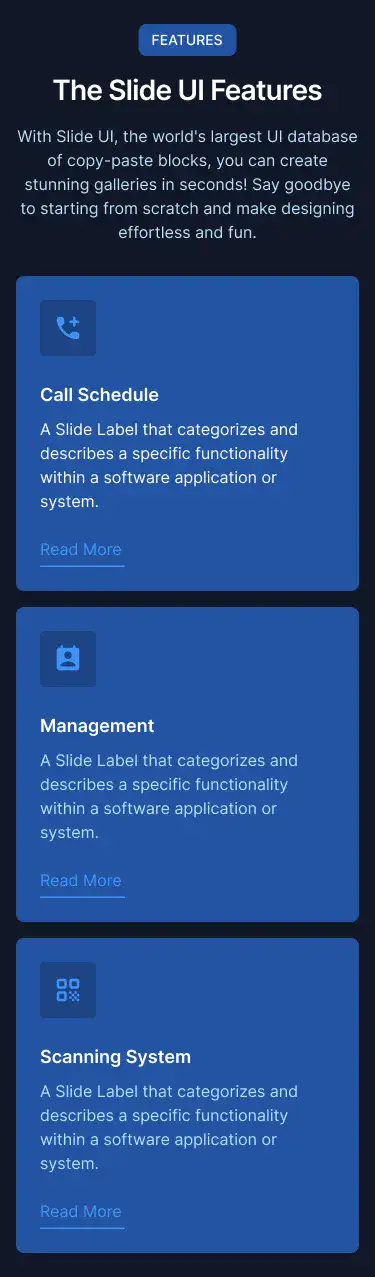 FEATURES
The Slide UI Features
With Slide UI, the world's largest UI database
of copy-paste blocks, you can create
stunning galleries in seconds! Say goodbye
to starting from scratch and make designing
effortless and fun.
Call Schedule
A Slide Label that categorizes and
describes a specific functionality
within a software application or
system.
Read More
Management
A Slide Label that categorizes and
describes a specific functionality
within a software application or
system.
Read More
Scanning System
A Slide Label that categorizes and
describes a specific functionality
within a software application or
system.
Read More